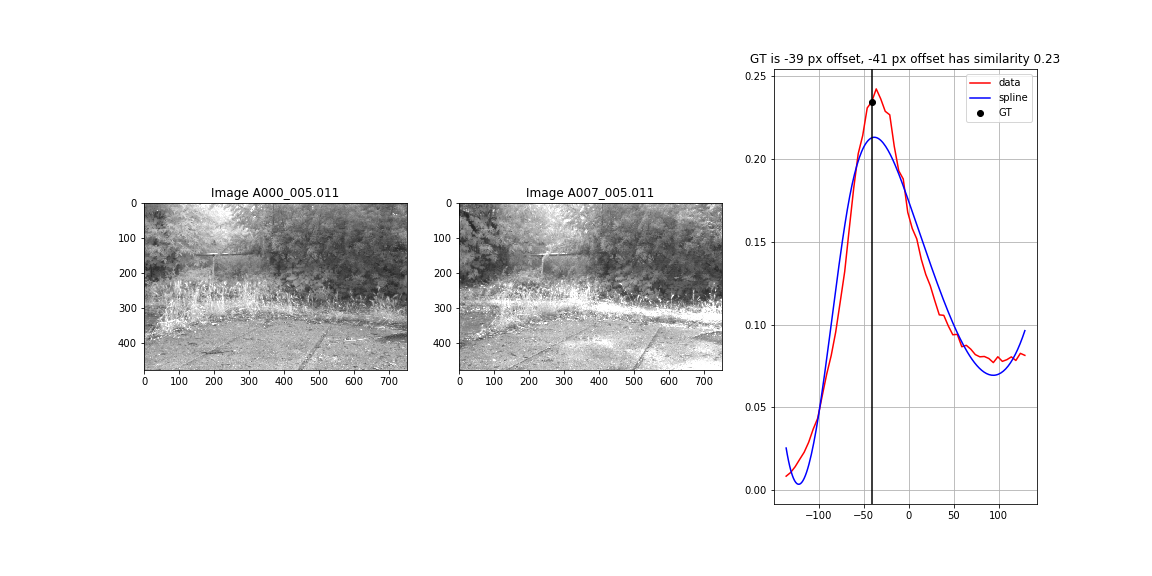 GT is -39 px offset, -41 px offset has similarity 0.23
0.25
data
spline
GT
0.20
Image A000_005.011
Image A007_005.011
0
100
200
300
400
0 100 200 300 400 500 600 700
0
100
200
300
400
0 100 200 300 400 500 600 700
0.15
0.10
0.05
0.00
−100 −50 0 50 100